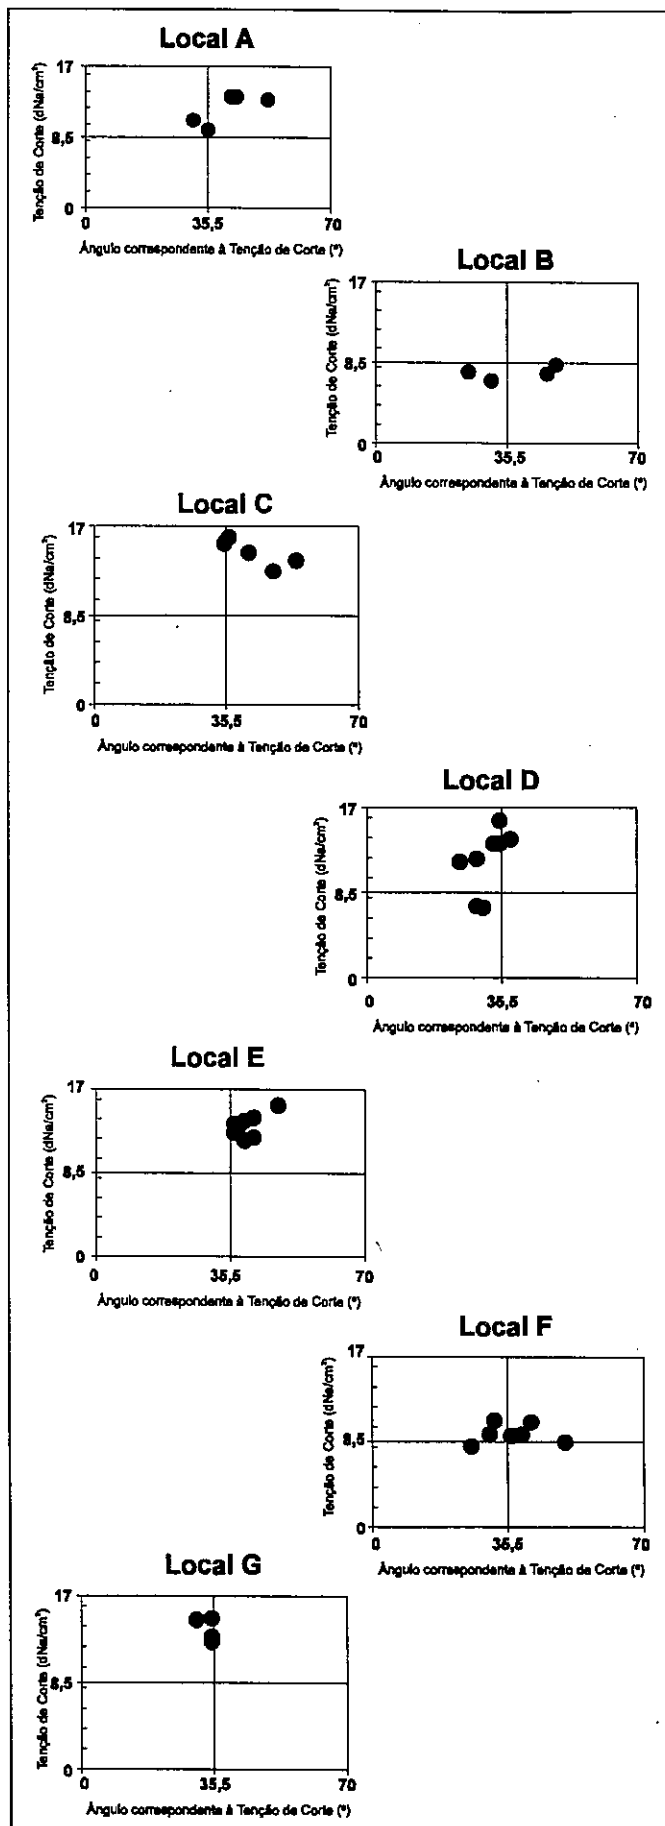 Local A
Tenção de Corte (dNa/cm²)
17
8,5
0
0 35,5 70
Ângulo correspondente à Tenção de Corte (º)
Local B
Tenção de Corte (dNa/cm²)
17
8,5
0
0 35,5 70
Ângulo correspondente à Tenção de Corte (º)
Local C
Tenção de Corte (dNa/cm²)
17
8,5
0
0 35,5 70
Ângulo correspondente à Tenção de Corte (º)
Local D
Tenção de Corte (dNa/cm²)
17
8,5
0
0 35,5 70
Ângulo correspondente à Tenção de Corte (º)
Local E
Tenção de Corte (dNa/cm²)
17
8,5
0
0 35,5 70
Ângulo correspondente à Tenção de Corte (º)
Local F
Tenção de Corte (dNa/cm²)
17
8,5
0
0 35,5 70
Ângulo correspondente à Tenção de Corte (º)
Local G
Tenção de Corte (dNa/cm²)
17
8,5
0
0 35,5 70
Ângulo correspondente à Tenção de Corte (º)